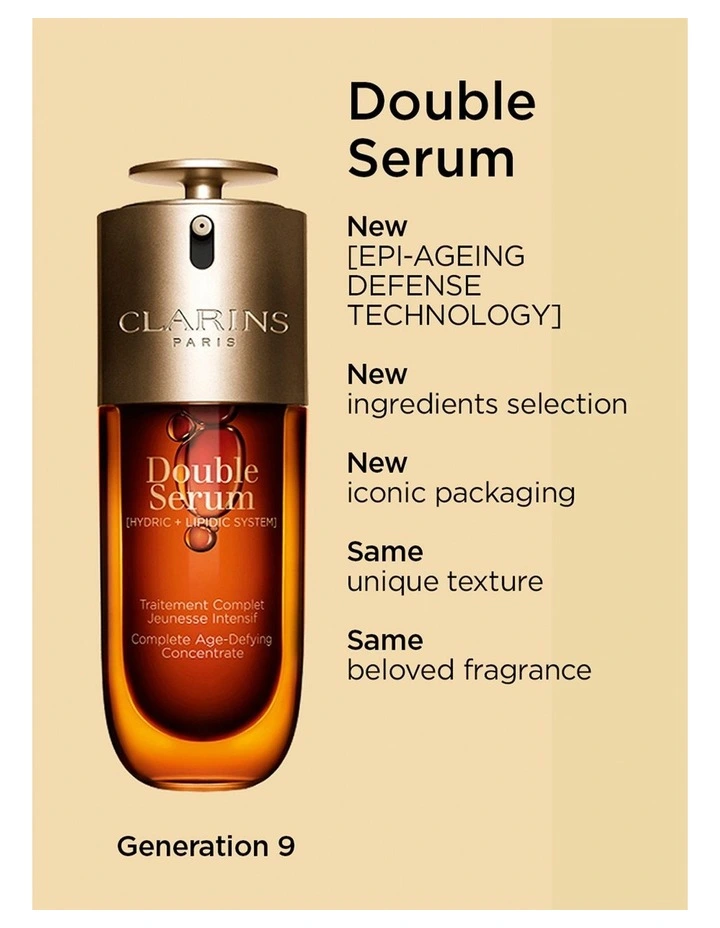 Double
Serum
New
[EPI-AGEING
DEFENSE
TECHNOLOGY]
New
ingredients selection
New
iconic packaging
Same
unique texture
Same
beloved fragrance
CLARINS
PARIS
Double
Serum
[HYDRIC + LIPIDIC SYSTEM]
Traitement Complet
Jeunesse Intensif
Complete Age-Defying
Concentrate
Generation 9